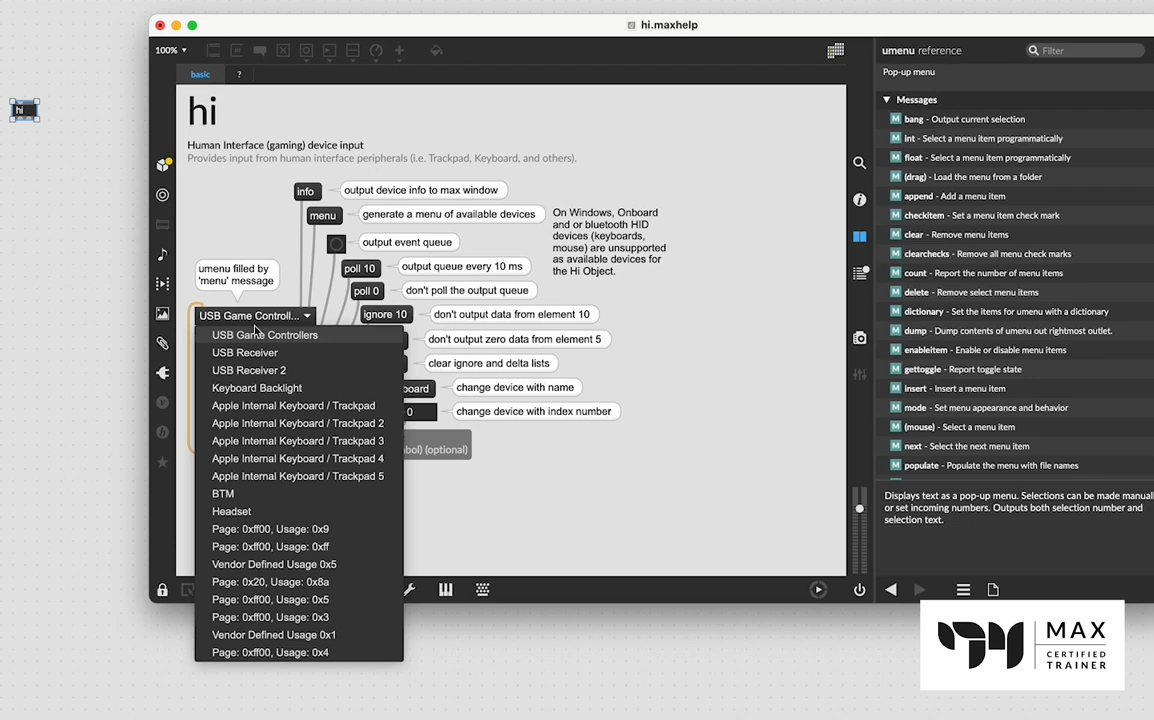 hi.maxhelp
100%
umenu reference
Filter
basic
?
Pop-up menu
hi
hi
Messages
bang - Output current selection
int - Select a menu item programmatically
float - Select a menu item programmatically
(drag) - Load the menu from a folder
append - Add a menu item
checkitem - Set a menu item check mark
clear - Remove menu items
clearchecks - Remove all menu check marks
count - Report the number of menu items
delete - Remove select menu items
dictionary - Set the items for umenu with a dictionary
dump - Dump contents of umenu out rightmost outlet.
enableitem - Enable or disable menu items
gettoggle - Report toggle state
insert - Insert a menu item
mode - Set menu appearance and behavior
(mouse) - Select a menu item
next - Select the next menu item
populate - Populate the menu with file names
Displays text as a pop-up menu. Selections can be made manual
or set incoming numbers. Outputs both selection number and
selection text.
Human Interface (gaming) device input
Provides input from human interface peripherals (i.e. Trackpad, Keyboard, and others).
info
output device info to max window
menu
generate a menu of available devices
output event queue
poll 10
output queue every 10 ms
poll 0
don't poll the output queue
ignore 10
don't output data from element 10
don't output zero data from element 5
clear ignore and delta lists
board
change device with name
0
change device with index number
bol) (optional)
On Windows, Onboard
and or bluetooth HID
devices (keyboards,
mouse) are unsupported
as available devices for
the Hi Object.
umenu filled by
'menu' message
USB Game Controll...
USB Game Controllers
USB Receiver
USB Receiver 2
Keyboard Backlight
Apple Internal Keyboard / Trackpad
Apple Internal Keyboard / Trackpad 2
Apple Internal Keyboard / Trackpad 3
Apple Internal Keyboard / Trackpad 4
Apple Internal Keyboard / Trackpad 5
BTM
Headset
Page: 0xff00, Usage: 0x9
Page: 0xff00, Usage: 0xff
Vendor Defined Usage 0x5
Page: 0x20, Usage: 0x8a
Page: 0xff00, Usage: 0x5
Page: 0xff00, Usage: 0x3
Vendor Defined Usage 0x1
Page: 0xff00, Usage: 0x4
MAX
CERTIFIED
TRAINER